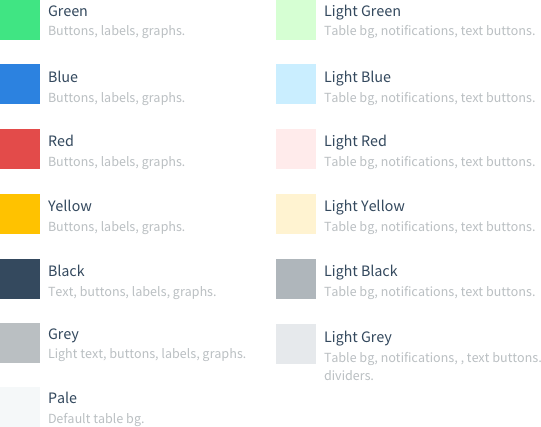 Green
Buttons, labels, graphs.
Blue
Buttons, labels, graphs.
Red
Buttons, labels, graphs.
Yellow
Buttons, labels, graphs.
Black
Text, buttons, labels, graphs.
Grey
Light text, buttons, labels, graphs.
Pale
Default table bg.
Light Green
Table bg, notifications, text buttons.
Light Blue
Table bg, notifications, text buttons.
Light Red
Table bg, notifications, text buttons.
Light Yellow
Table bg, notifications, text buttons.
Light Black
Table bg, notifications, text buttons.
Light Grey
Table bg, notifications, , text buttons.
dividers.